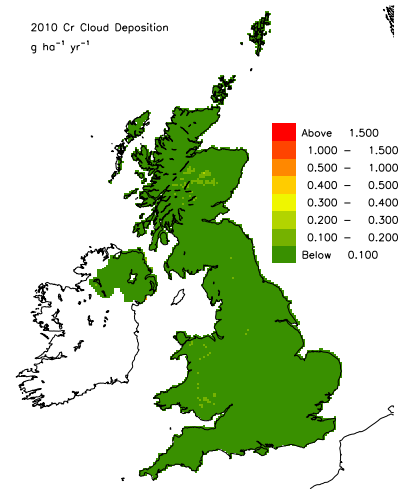 2010 Cr Cloud Deposition
g ha⁻¹ yr⁻¹
Above 1.500
1.000 – 1.500
0.500 – 1.000
0.400 – 0.500
0.300 – 0.400
0.200 – 0.300
0.100 – 0.200
Below 0.100